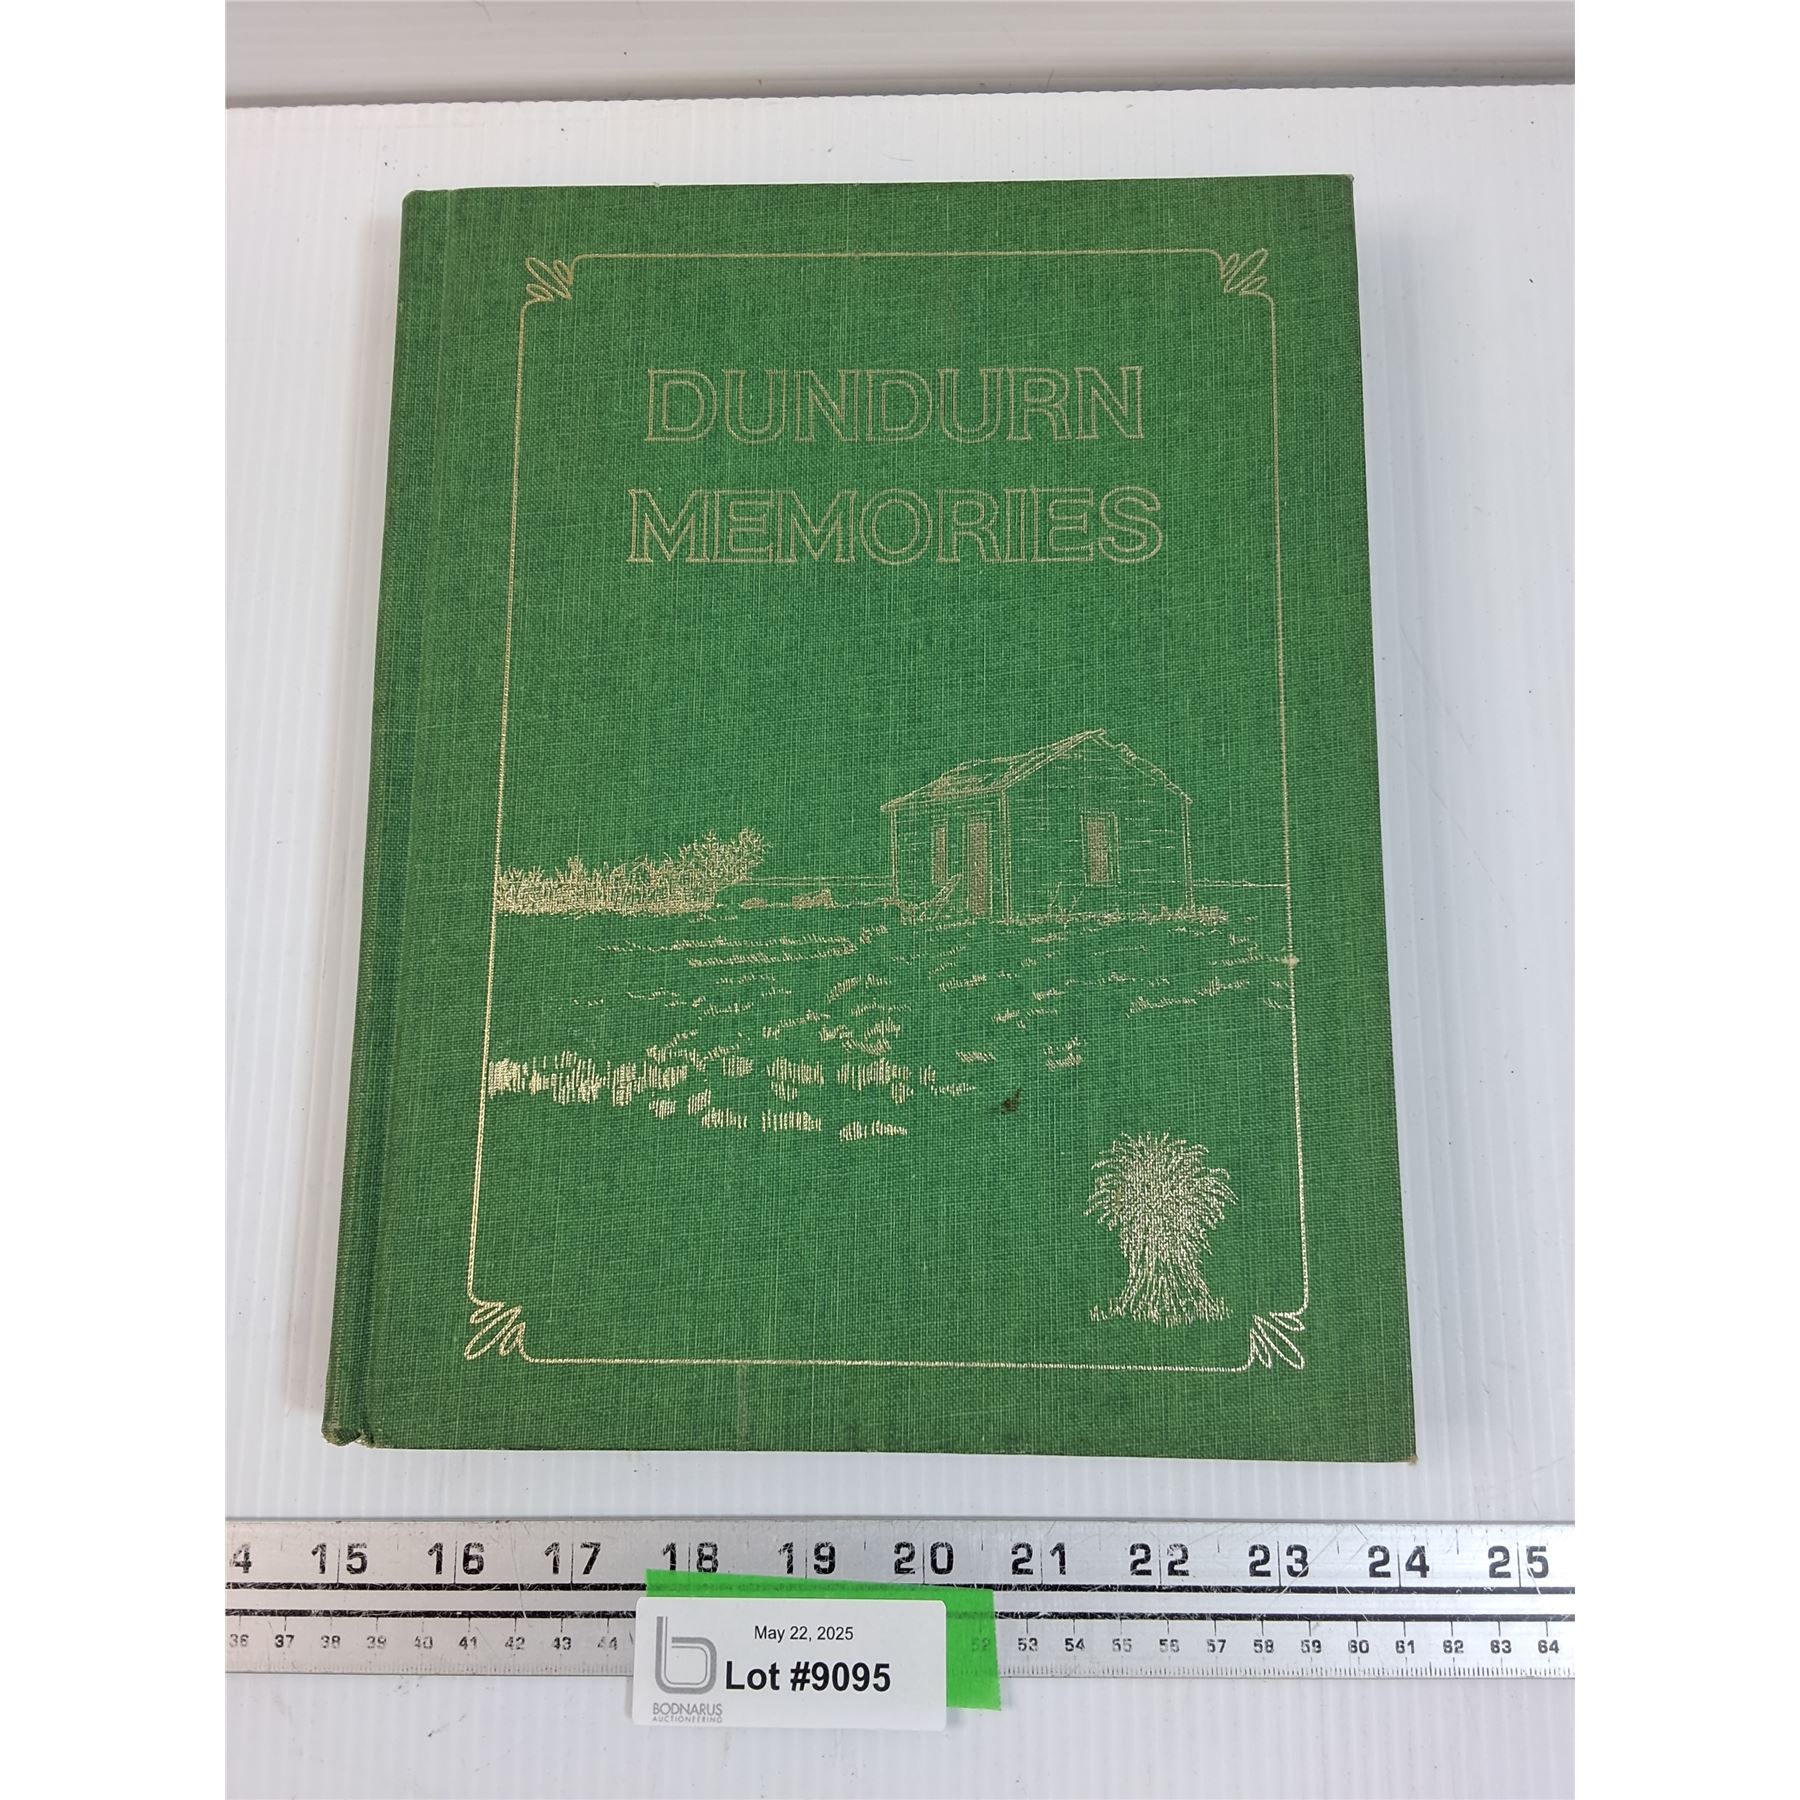 DUNDURN
MEMORIES
4 15 16 17 18 19 20 21 22 23 24 25
36 37 38 39 40 41 42 43 44 52 53 54 55 56 57 58 59 60 61 62 63 64
May 22, 2025
Lot #9095
BODNARUS
AUCTIONEERING